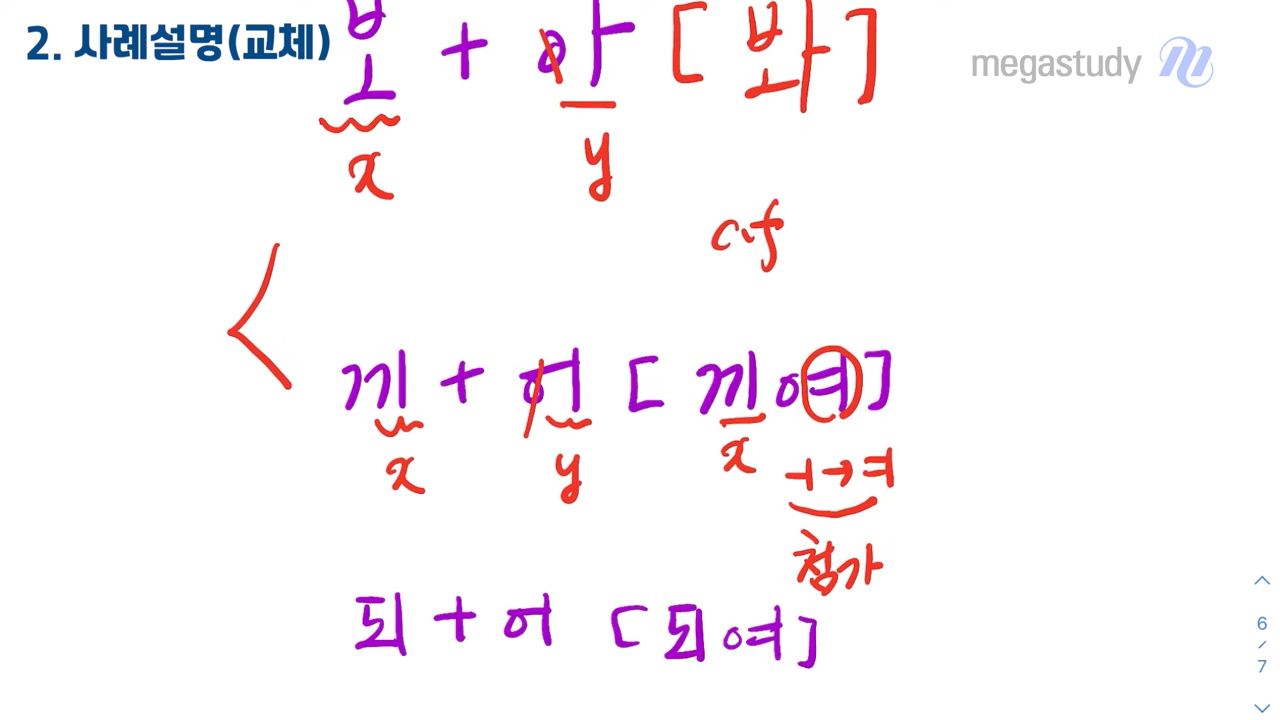 2. 사례설명(교체)
megastudy
보 + 아 [ 봐 ]
x y
c.f
끼 + 어 [ 끼여 ]
x y x ㅓ→ㅕ
첨가
되 + 어 [ 되여 ]
6
/
7